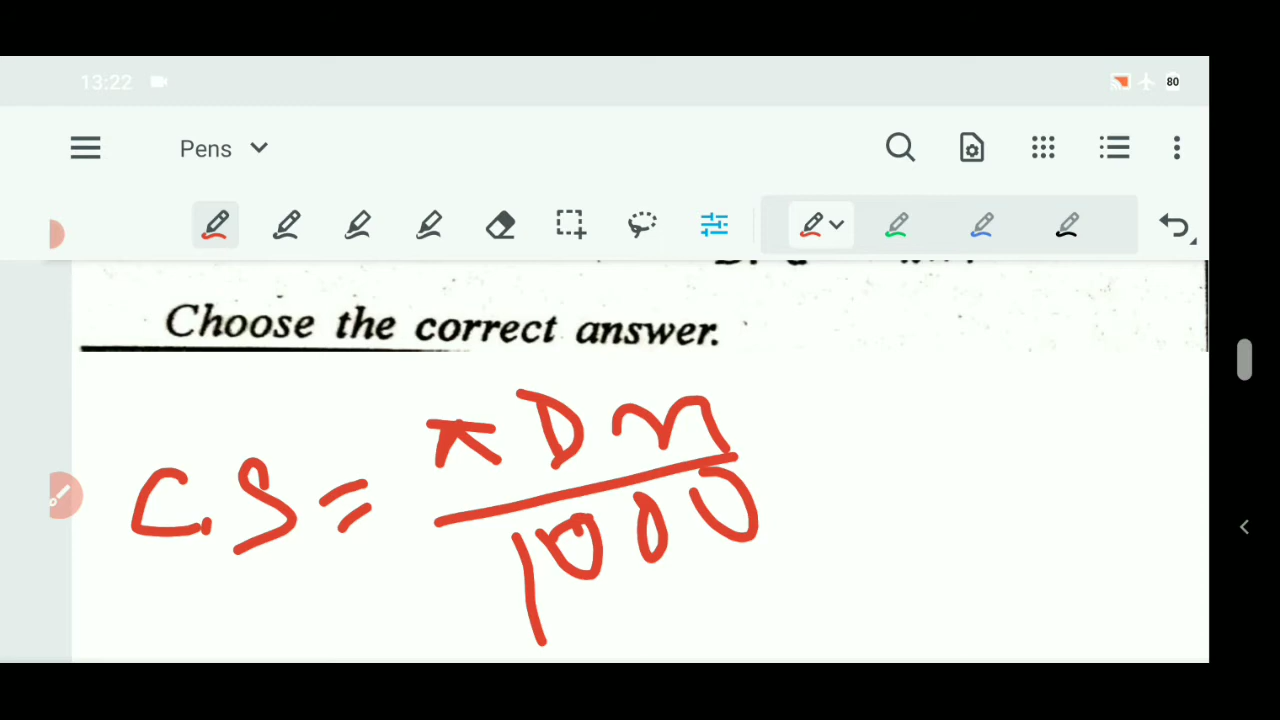 13:22
80
Pens
Choose the correct answer.
C.S = πDn
1000